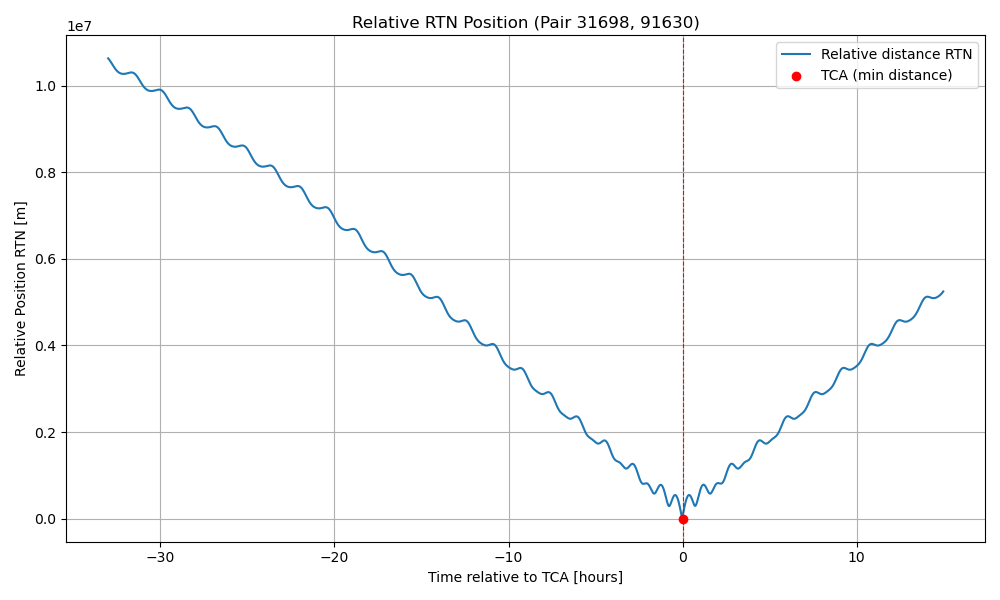 Relative RTN Position (Pair 31698, 91630)
1e7
Relative distance RTN
TCA (min distance)
1.0
0.8
0.6
0.4
0.2
0.0
Relative Position RTN [m]
−30
−20
−10
0
10
Time relative to TCA [hours]